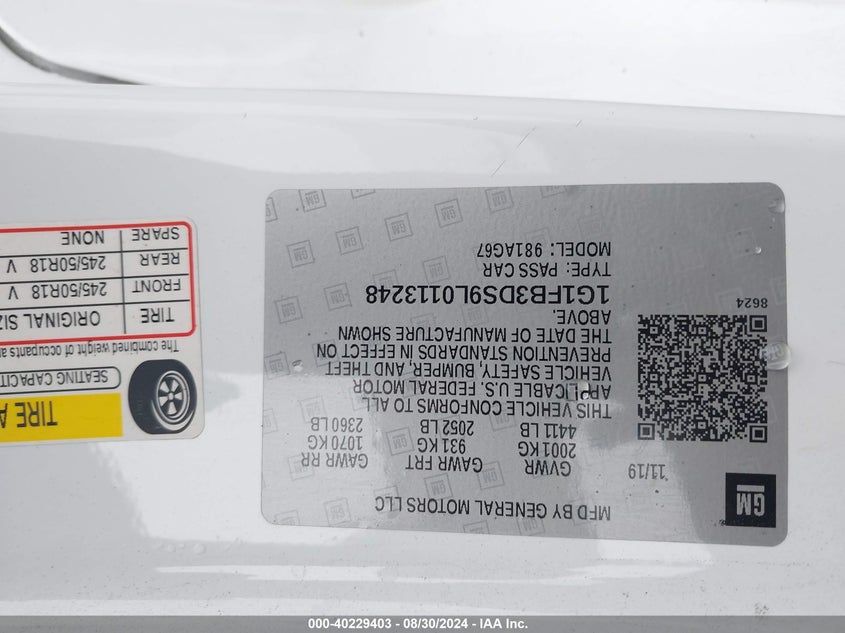 GM
11/19
MFD BY GENERAL MOTORS LLC
GVWR GAWR FRT GAWR RR
2001 KG 931 KG 1070 KG
4411 LB 2052 LB 2360 LB
THIS VEHICLE CONFORMS TO ALL
APPLICABLE U.S. FEDERAL MOTOR
VEHICLE SAFETY, BUMPER, AND THEFT
PREVENTION STANDARDS IN EFFECT ON
THE DATE OF MANUFACTURE SHOWN
ABOVE.
1G1FB3DS9L0113248
TYPE: PASS CAR
MODEL: 981AG67
8624
TIRE A
SEATING CAPACIT
The combined weight of occupants a
TIRE ORIGINAL SIZ
FRONT 245/50R18 V
REAR 245/50R18 V
SPARE NONE
000-40229403 - 08/30/2024 - IAA Inc.